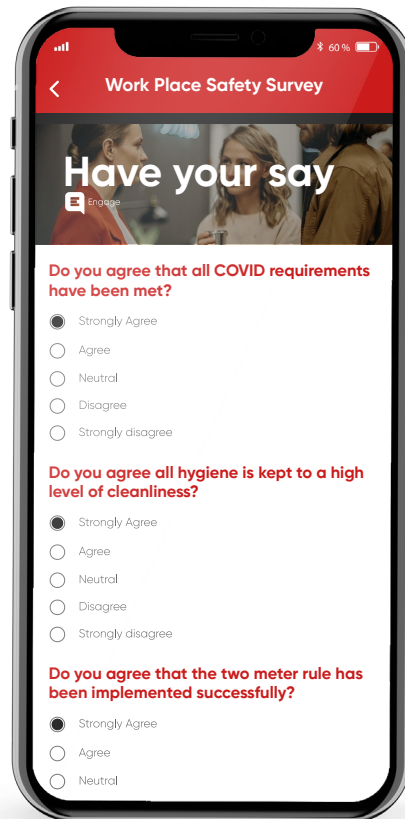 60 %
Work Place Safety Survey
Have your say
Engage
Do you agree that all COVID requirements
have been met?
Strongly Agree
Agree
Neutral
Disagree
Strongly disagree
Do you agree all hygiene is kept to a high
level of cleanliness?
Strongly Agree
Agree
Neutral
Disagree
Strongly disagree
Do you agree that the two meter rule has
been implemented successfully?
Strongly Agree
Agree
Neutral